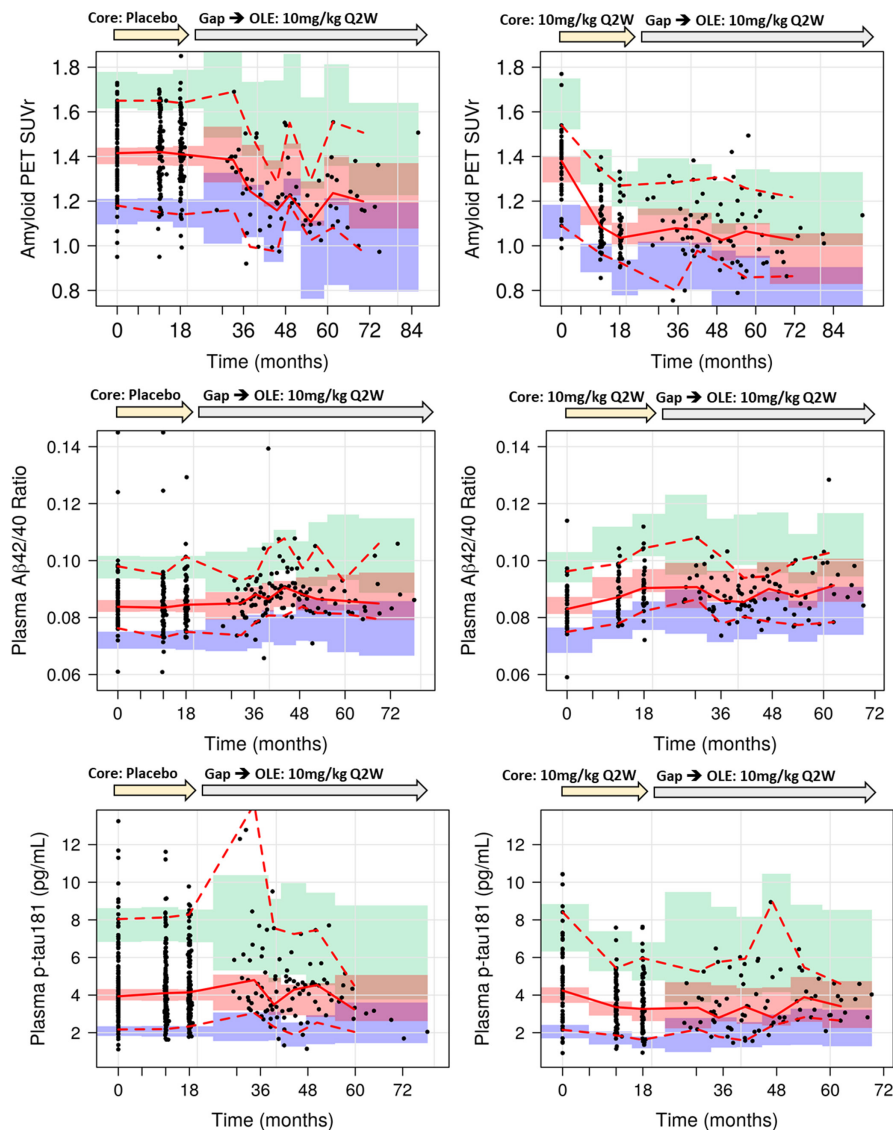 Core: Placebo Gap ➔ OLE: 10mg/kg Q2W
Amyloid PET SUVr
1.8
1.6
1.4
1.2
1.0
0.8
0 18 36 48 60 72 84
Time (months)
Core: 10mg/kg Q2W Gap ➔ OLE: 10mg/kg Q2W
Amyloid PET SUVr
1.8
1.6
1.4
1.2
1.0
0.8
0 18 36 48 60 72 84
Time (months)
Core: Placebo Gap ➔ OLE: 10mg/kg Q2W
Plasma Aβ42/40 Ratio
0.14
0.12
0.10
0.08
0.06
0 18 36 48 60 72
Time (months)
Core: 10mg/kg Q2W Gap ➔ OLE: 10mg/kg Q2W
Plasma Aβ42/40 Ratio
0.14
0.12
0.10
0.08
0.06
0 18 36 48 60 72
Time (months)
Core: Placebo Gap ➔ OLE: 10mg/kg Q2W
Plasma p-tau181 (pg/mL)
12
10
8
6
4
2
0 18 36 48 60 72
Time (months)
Core: 10mg/kg Q2W Gap ➔ OLE: 10mg/kg Q2W
Plasma p-tau181 (pg/mL)
12
10
8
6
4
2
0 18 36 48 60 72
Time (months)